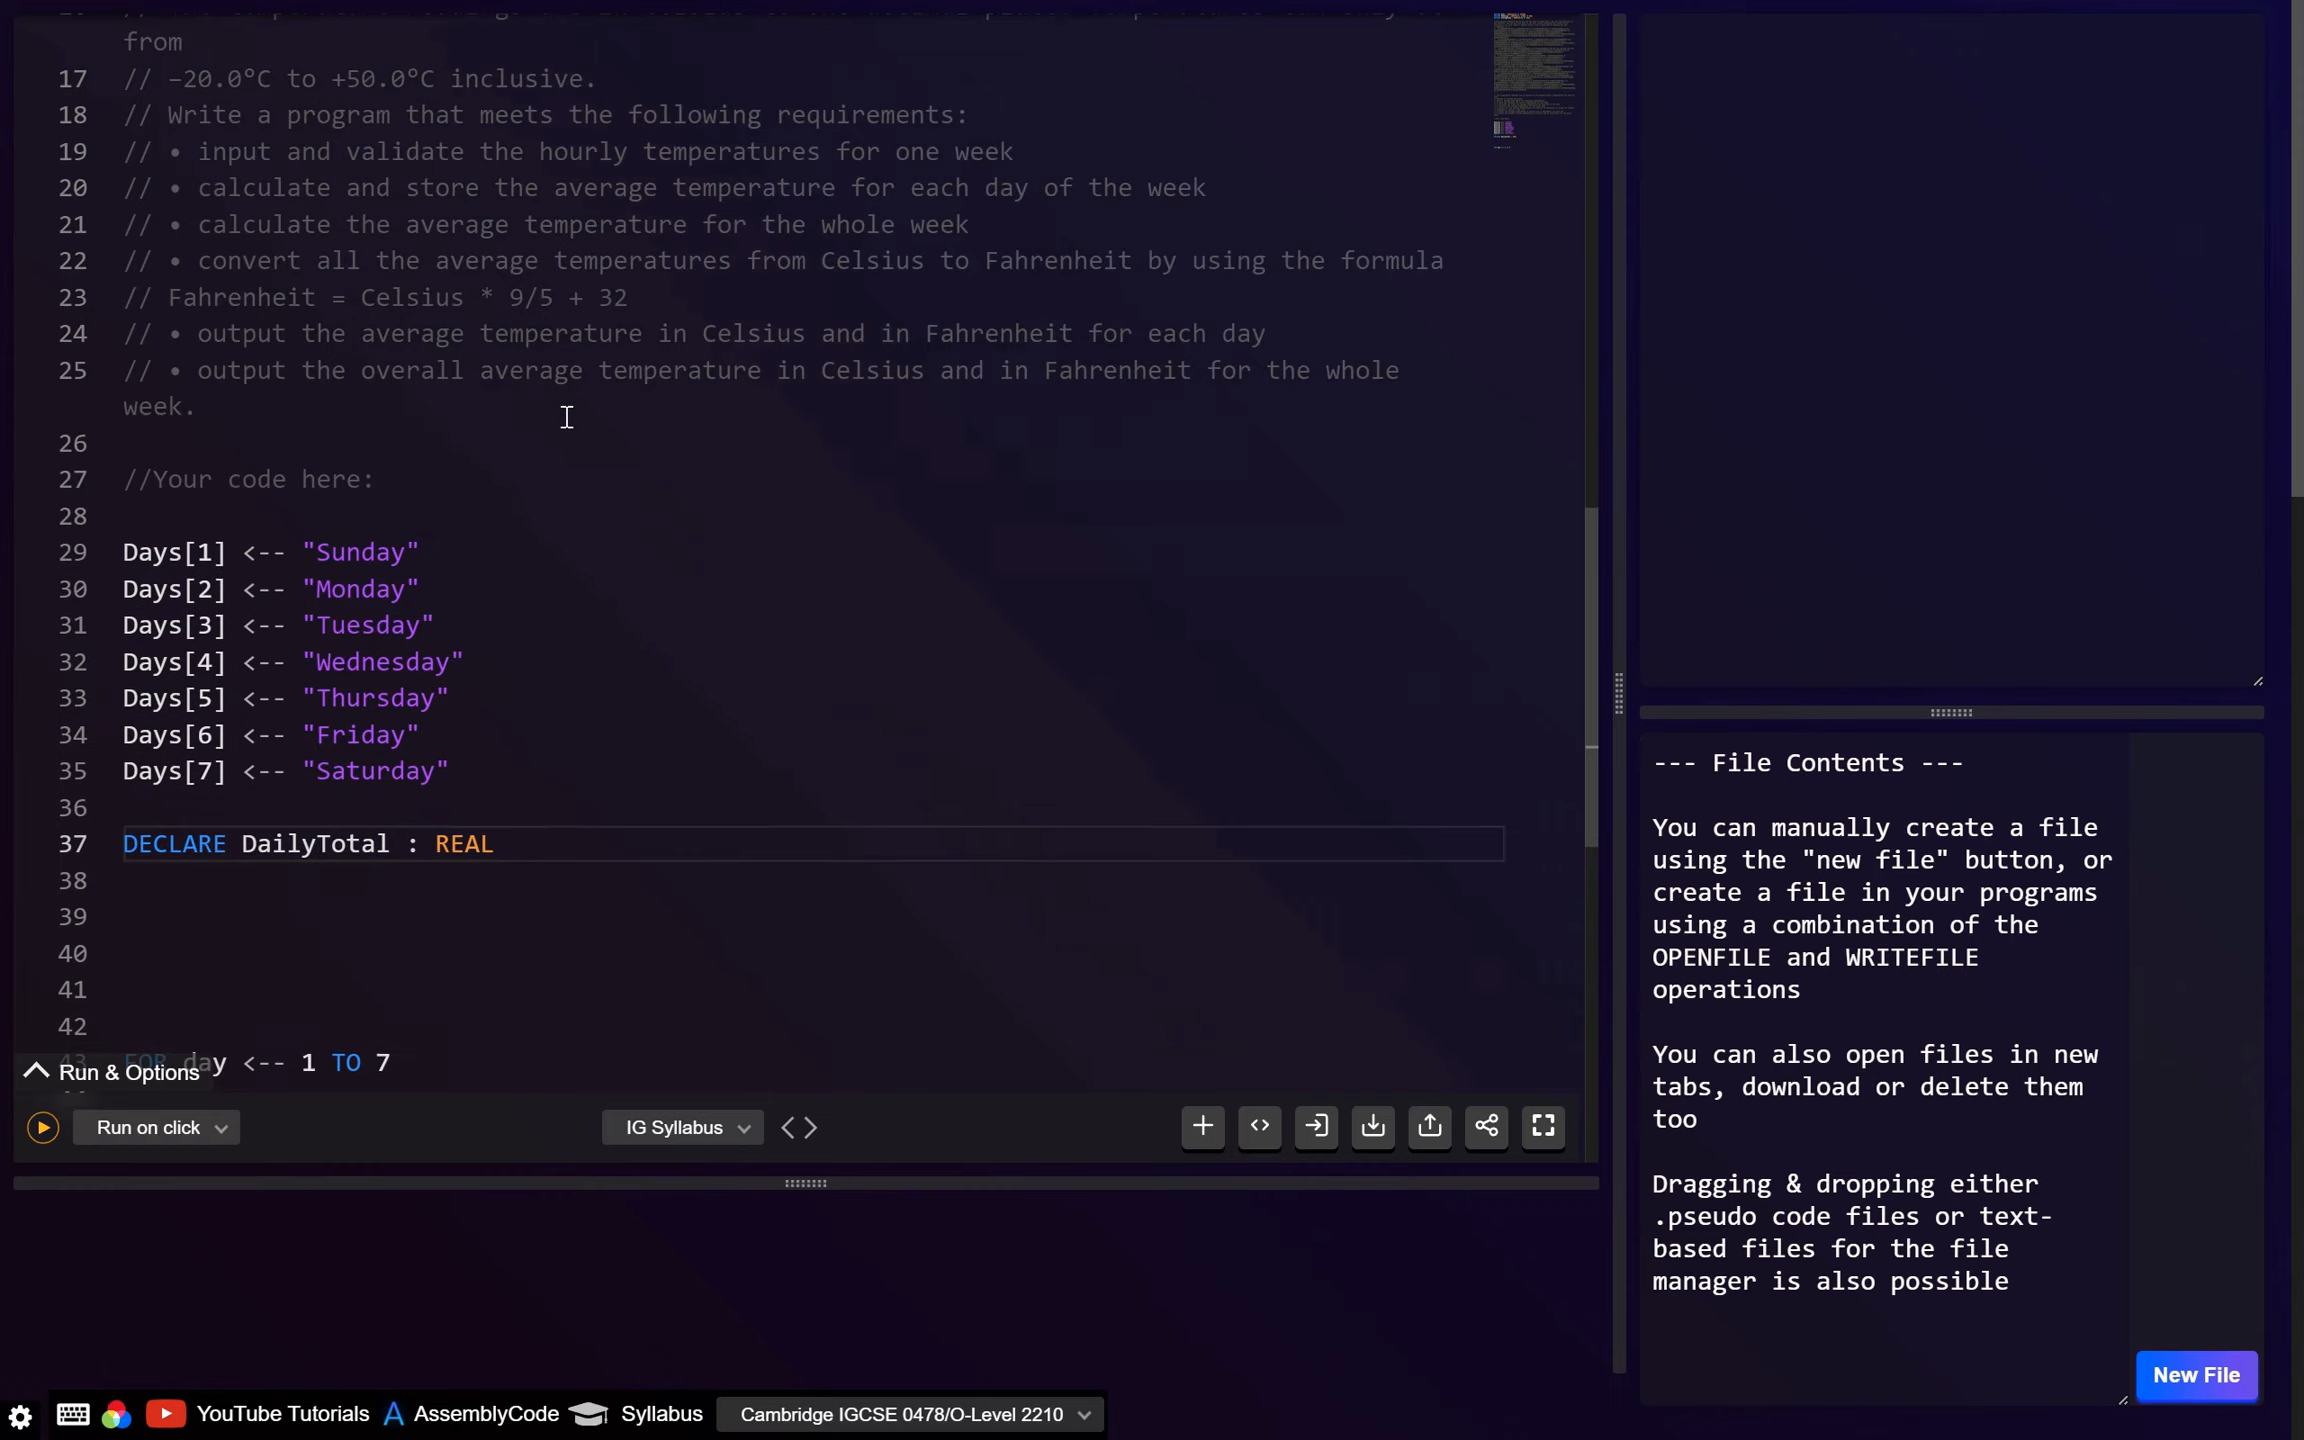 from
17 // −20.0°C to +50.0°C inclusive.
18 // Write a program that meets the following requirements:
19 // • input and validate the hourly temperatures for one week
20 // • calculate and store the average temperature for each day of the week
21 // • calculate the average temperature for the whole week
22 // • convert all the average temperatures from Celsius to Fahrenheit by using the formula
23 // Fahrenheit = Celsius * 9/5 + 32
24 // • output the average temperature in Celsius and in Fahrenheit for each day
25 // • output the overall average temperature in Celsius and in Fahrenheit for the whole
week.
26
27 //Your code here:
28
29 Days[1] <-- "Sunday"
30 Days[2] <-- "Monday"
31 Days[3] <-- "Tuesday"
32 Days[4] <-- "Wednesday"
33 Days[5] <-- "Thursday"
34 Days[6] <-- "Friday"
35 Days[7] <-- "Saturday"
36
37 DECLARE DailyTotal : REAL
38
39
40
41
42
43 FOR day <-- 1 TO 7
Run & Options
Run on click
IG Syllabus
--- File Contents ---
You can manually create a file
using the "new file" button, or
create a file in your programs
using a combination of the
OPENFILE and WRITEFILE
operations
You can also open files in new
tabs, download or delete them
too
Dragging & dropping either
.pseudo code files or text-
based files for the file
manager is also possible
New File
YouTube Tutorials
AssemblyCode
Syllabus
Cambridge IGCSE 0478/O-Level 2210